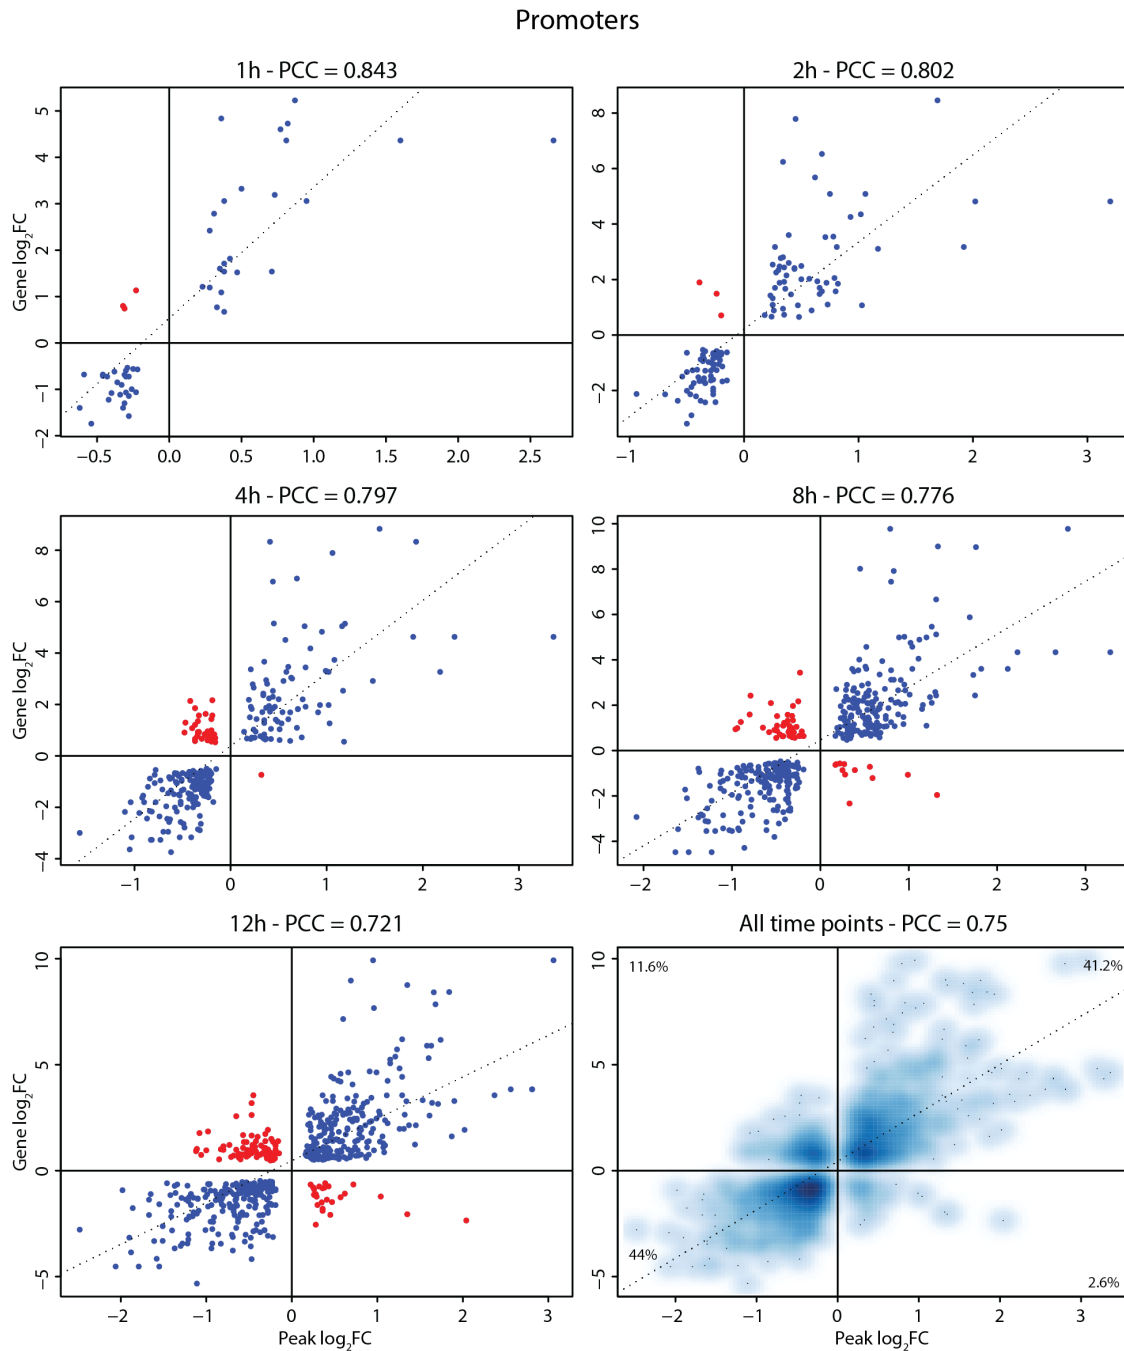 Promoters
1h - PCC = 0.843
2h - PCC = 0.802
Gene log₂FC
5
4
3
2
1
0
−1
−2
−0.5 0.0 0.5 1.0 1.5 2.0 2.5
8
6
4
2
0
−2
−1 0 1 2 3
4h - PCC = 0.797
8h - PCC = 0.776
Gene log₂FC
8
6
4
2
0
−2
−4
−1 0 1 2 3
10
8
6
4
2
0
−2
−4
−2 −1 0 1 2 3
12h - PCC = 0.721
All time points - PCC = 0.75
Gene log₂FC
10
5
0
−5
−2 −1 0 1 2 3
Peak log₂FC
10
5
0
−5
11.6% 41.2%
44% 2.6%
−2 −1 0 1 2 3
Peak log₂FC